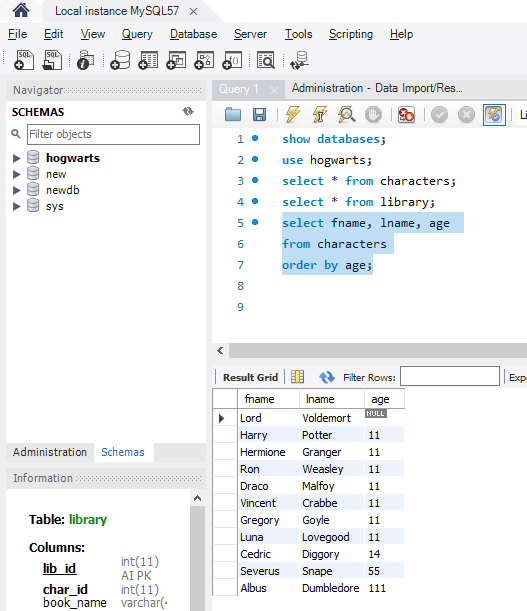 Local instance MySQL57
File Edit View Query Database Server Tools Scripting Help
Navigator
SCHEMAS
Filter objects
hogwarts
new
newdb
sys
Administration Schemas
Information
Table: library
Columns:
lib_id int(11)
AI PK
char_id int(11)
book_name varchar(4
Query 1 Administration - Data Import/Res...
Li
1 show databases;
2 use hogwarts;
3 select * from characters;
4 select * from library;
5 select fname, lname, age
6 from characters
7 order by age;
8
9
Result Grid Filter Rows: Expo
fname lname age
Lord Voldemort NULL
Harry Potter 11
Hermione Granger 11
Ron Weasley 11
Draco Malfoy 11
Vincent Crabbe 11
Gregory Goyle 11
Luna Lovegood 11
Cedric Diggory 14
Severus Snape 55
Albus Dumbledore 111